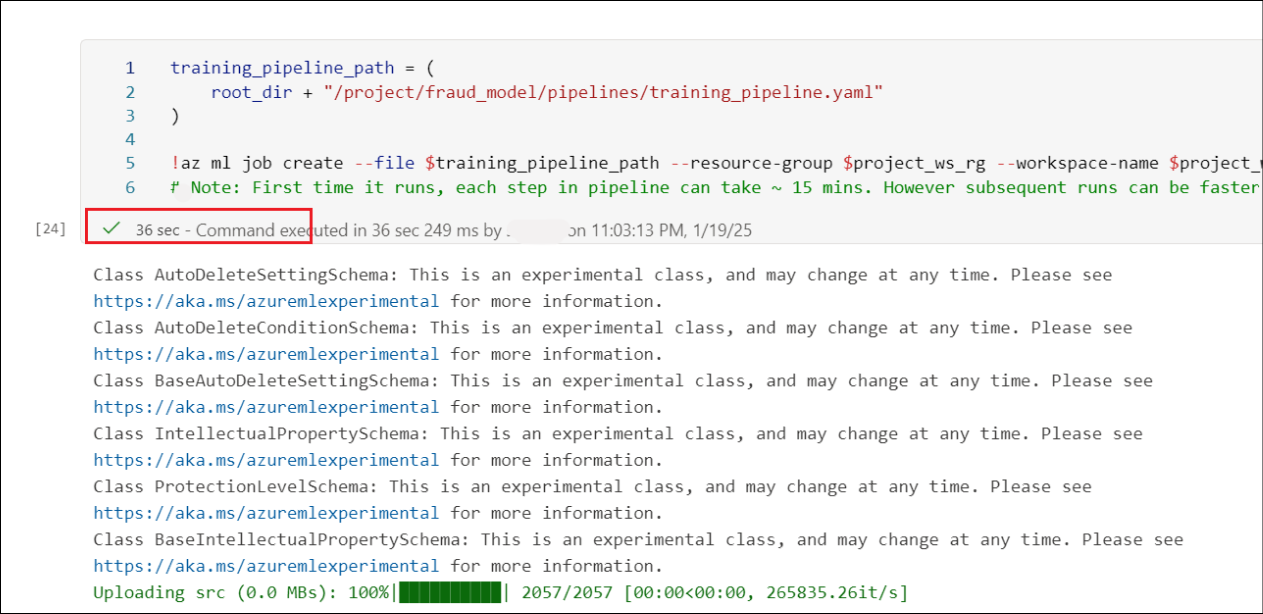 1 training_pipeline_path = (
2 root_dir + "/project/fraud_model/pipelines/training_pipeline.yaml"
3 )
4
5 !az ml job create --file $training_pipeline_path --resource-group $project_ws_rg --workspace-name $project_
6 # Note: First time it runs, each step in pipeline can take ~ 15 mins. However subsequent runs can be faster
[24] 36 sec - Command executed in 36 sec 249 ms by on 11:03:13 PM, 1/19/25
Class AutoDeleteSettingSchema: This is an experimental class, and may change at any time. Please see
https://aka.ms/azuremlexperimental for more information.
Class AutoDeleteConditionSchema: This is an experimental class, and may change at any time. Please see
https://aka.ms/azuremlexperimental for more information.
Class BaseAutoDeleteSettingSchema: This is an experimental class, and may change at any time. Please see
https://aka.ms/azuremlexperimental for more information.
Class IntellectualPropertySchema: This is an experimental class, and may change at any time. Please see
https://aka.ms/azuremlexperimental for more information.
Class ProtectionLevelSchema: This is an experimental class, and may change at any time. Please see
https://aka.ms/azuremlexperimental for more information.
Class BaseIntellectualPropertySchema: This is an experimental class, and may change at any time. Please see
https://aka.ms/azuremlexperimental for more information.
Uploading src (0.0 MBs): 100%|██████████| 2057/2057 [00:00<00:00, 265835.26it/s]